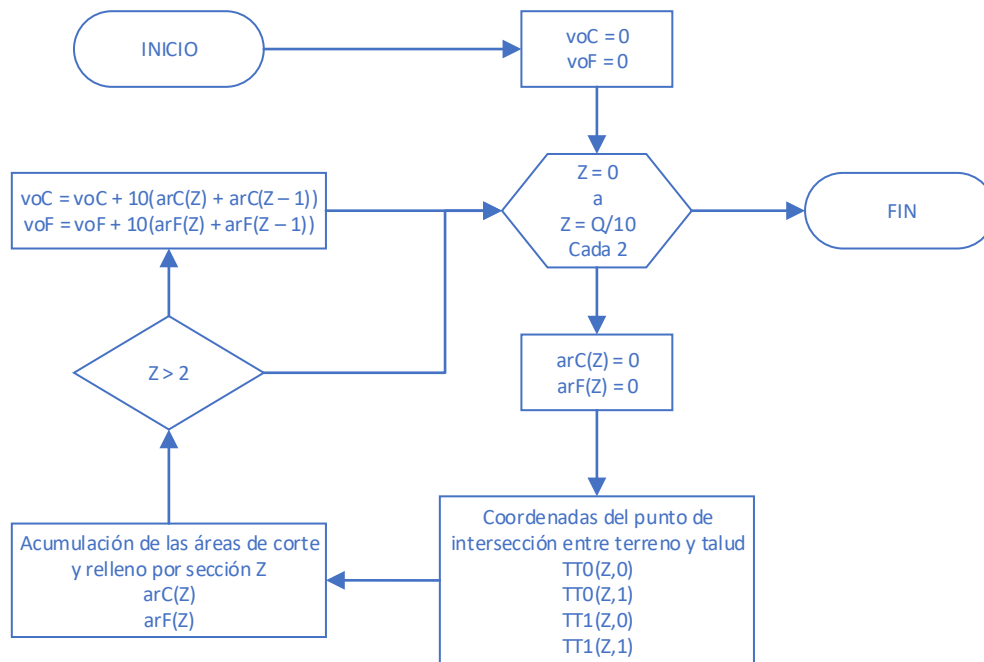 INICIO
voC = 0
voF = 0
voC = voC + 10(arC(Z) + arC(Z – 1))
voF = voF + 10(arF(Z) + arF(Z – 1))
Z = 0
a
Z = Q/10
Cada 2
FIN
Z > 2
arC(Z) = 0
arF(Z) = 0
Acumulación de las áreas de corte
y relleno por sección Z
arC(Z)
arF(Z)
Coordenadas del punto de
intersección entre terreno y talud
TT0(Z,0)
TT0(Z,1)
TT1(Z,0)
TT1(Z,1)